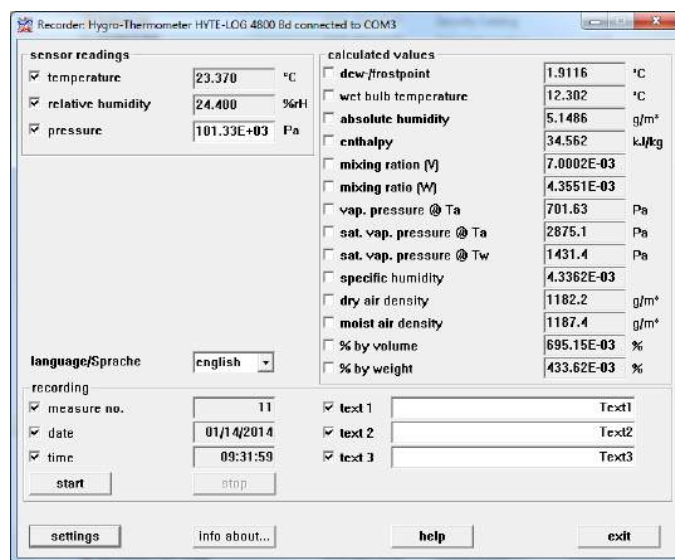 Recorder: Hygro-Thermometer HYTE-LOG 4800 Bd connected to COM3
sensor readings
temperature 23.370 °C
relative humidity 24.400 %rH
pressure 101.33E+03 Pa
calculated values
dew-/frostpoint 1.9116 °C
wet bulb temperature 12.302 °C
absolute humidity 5.1486 g/m³
enthalpy 34.562 kJ/kg
mixing ration (V) 7.0002E-03
mixing ratio (W) 4.3551E-03
vap. pressure @ Ta 701.63 Pa
sat. vap. pressure @ Ta 2875.1 Pa
sat. vap. pressure @ Tw 1431.4 Pa
specific humidity 4.3362E-03
dry air density 1182.2 g/m³
moist air density 1187.4 g/m³
% by volume 695.15E-03 %
% by weight 433.62E-03 %
language/Sprache english
recording
measure no. 11 text 1 Text1
date 01/14/2014 text 2 Text2
time 09:31:59 text 3 Text3
start stop
settings info about... help exit